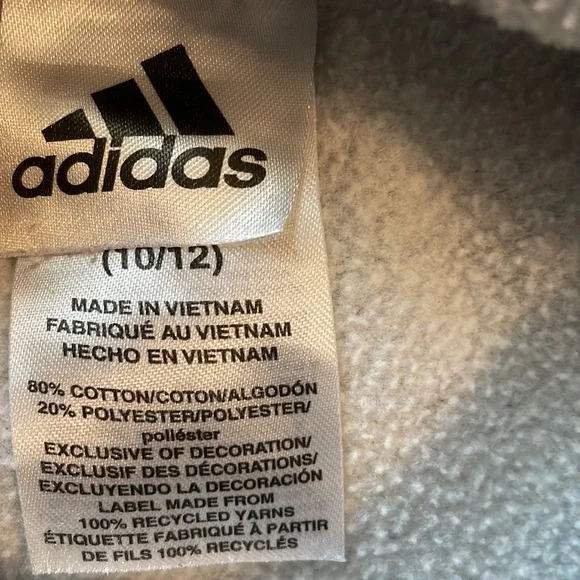 adidas
(10/12)
MADE IN VIETNAM
FABRIQUÉ AU VIETNAM
HECHO EN VIETNAM
80% COTTON/COTON/ALGODÓN
20% POLYESTER/POLYESTER/
poliéster
EXCLUSIVE OF DECORATION/
EXCLUSIF DES DÉCORATIONS/
EXCLUYENDO LA DECORACIÓN
LABEL MADE FROM
100% RECYCLED YARNS
ÉTIQUETTE FABRIQUÉ À PARTIR
DE FILS 100% RECYCLÉS